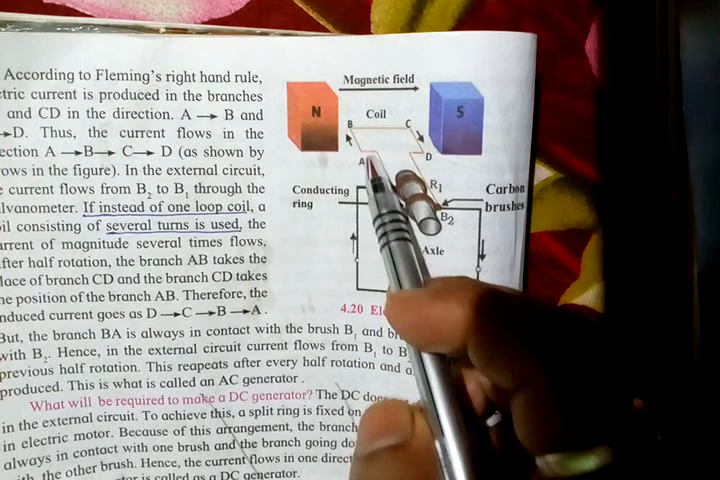 According to Fleming's right hand rule,
tric current is produced in the branches
and CD in the direction. A → B and
→D. Thus, the current flows in the
ection A →B→ C→ D (as shown by
ows in the figure). In the external circuit,
current flows from B2 to B1 through the
lvanometer. If instead of one loop coil, a
il consisting of several turns is used, the
rrent of magnitude several times flows.
fter half rotation, the branch AB takes the
lace of branch CD and the branch CD takes
he position of the branch AB. Therefore, the
nduced current goes as D→C→B→A.
But, the branch BA is always in contact with the brush B1 and br
with B2. Hence, in the external circuit current flows from B1 to B
previous half rotation. This reapeats after every half rotation and a
produced. This is what is called an AC generator .
What will be required to make a DC generator? The DC doe
in the external circuit. To achieve this, a split ring is fixed on
in electric motor. Because of this arrangement, the branch
always in contact with one brush and the branch going do
th the other brush. Hence, the current flows in one direct
tor is called as a DC generator.
Magnetic field
N
S
Coil
B
C
A
D
R1
Conducting
ring
Carbon
brushes
B2
Axle
4.20 El